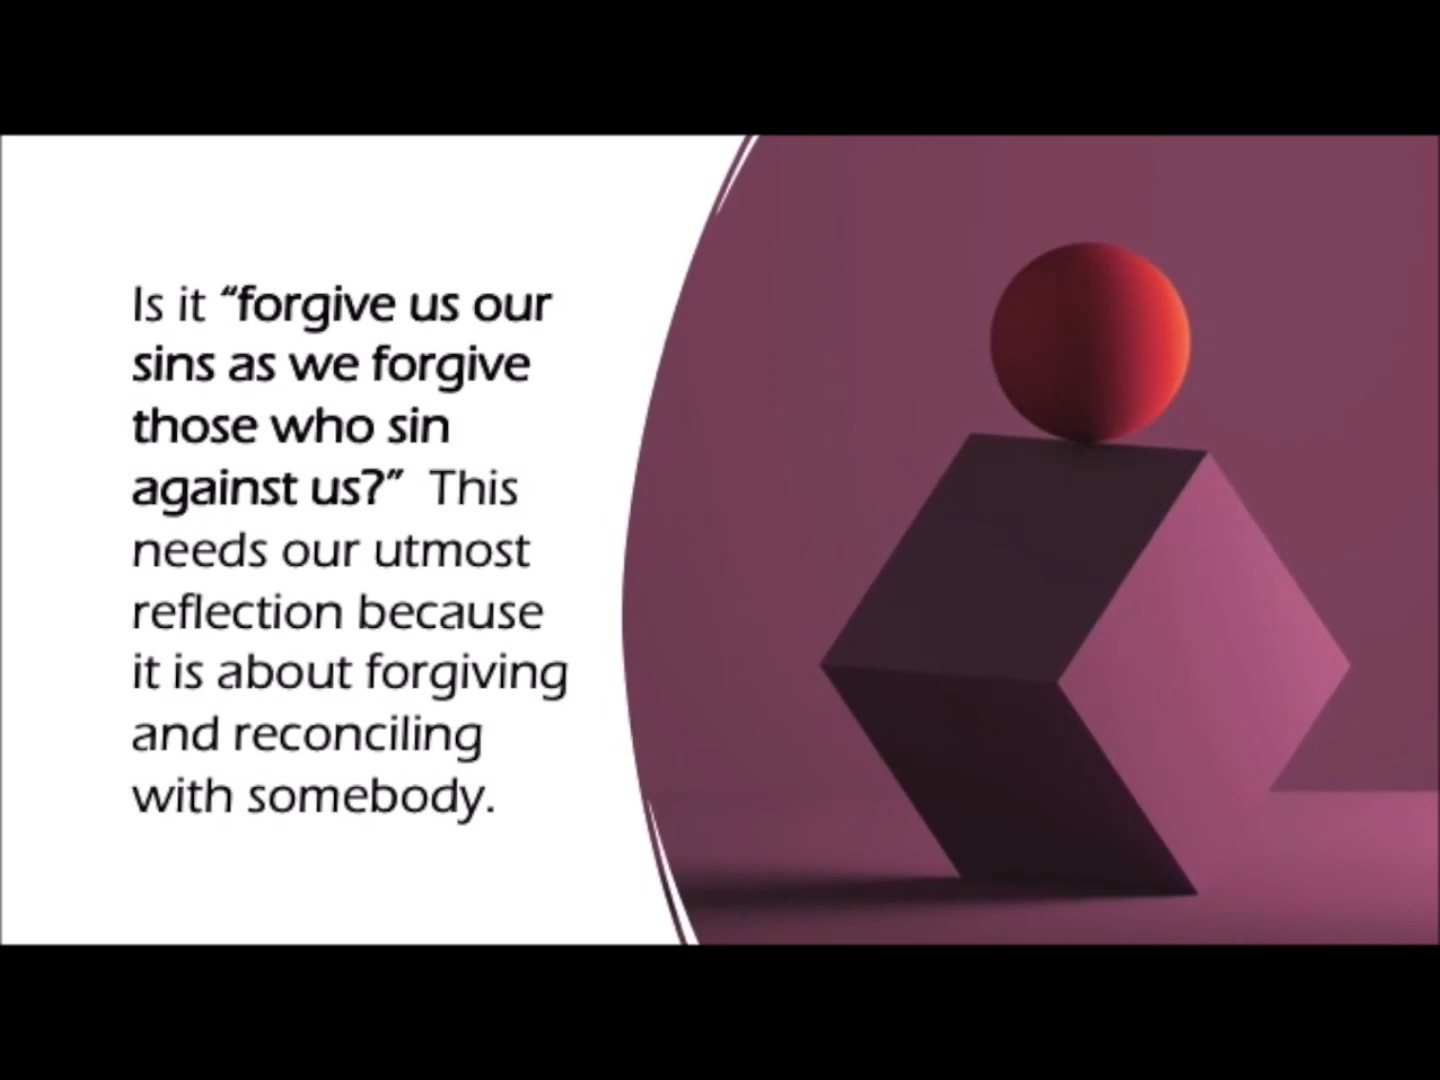 Is it “forgive us our
sins as we forgive
those who sin
against us?”  This
needs our utmost
reflection because
it is about forgiving
and reconciling
with somebody.